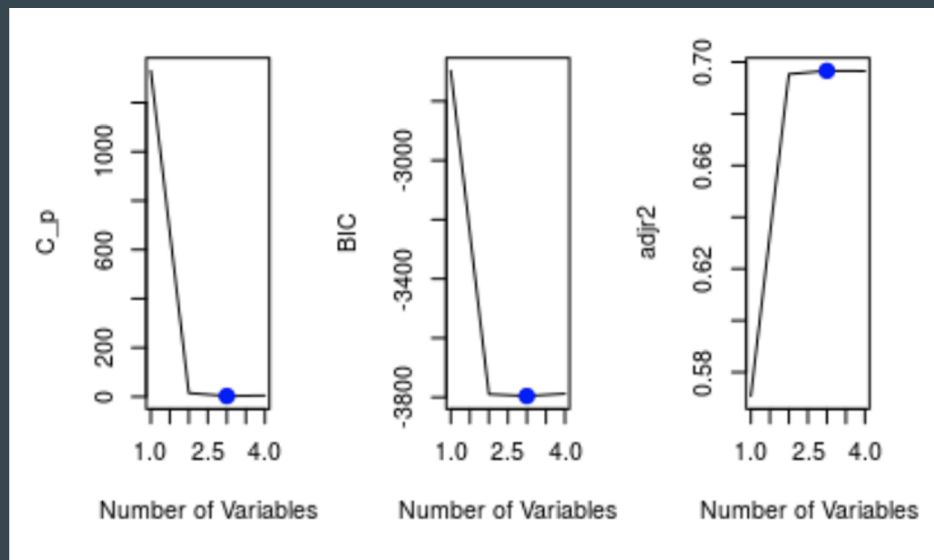 C_p
0 200 600 1000
1.0 2.5 4.0
Number of Variables
BIC
-3800 -3400 -3000
1.0 2.5 4.0
Number of Variables
adjr2
0.58 0.62 0.66 0.70
1.0 2.5 4.0
Number of Variables